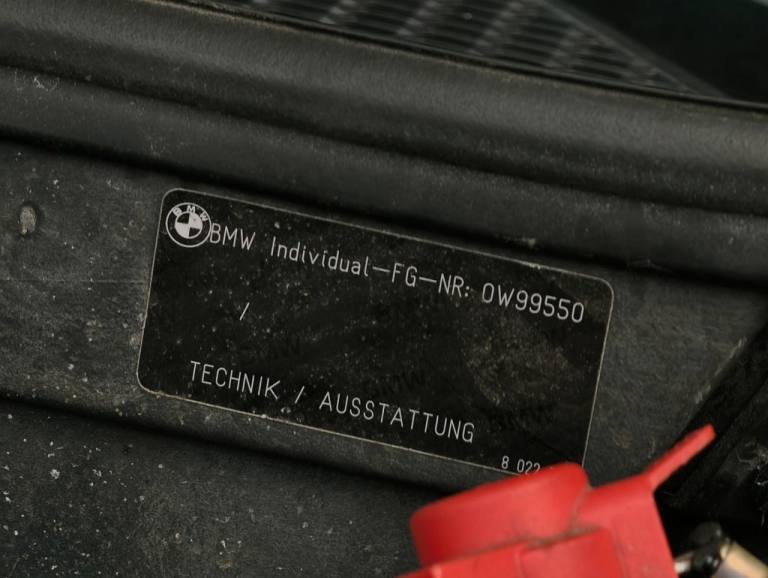 BMW
BMW Individual-FG-NR: 0W99550
/
TECHNIK / AUSSTATTUNG
8 022